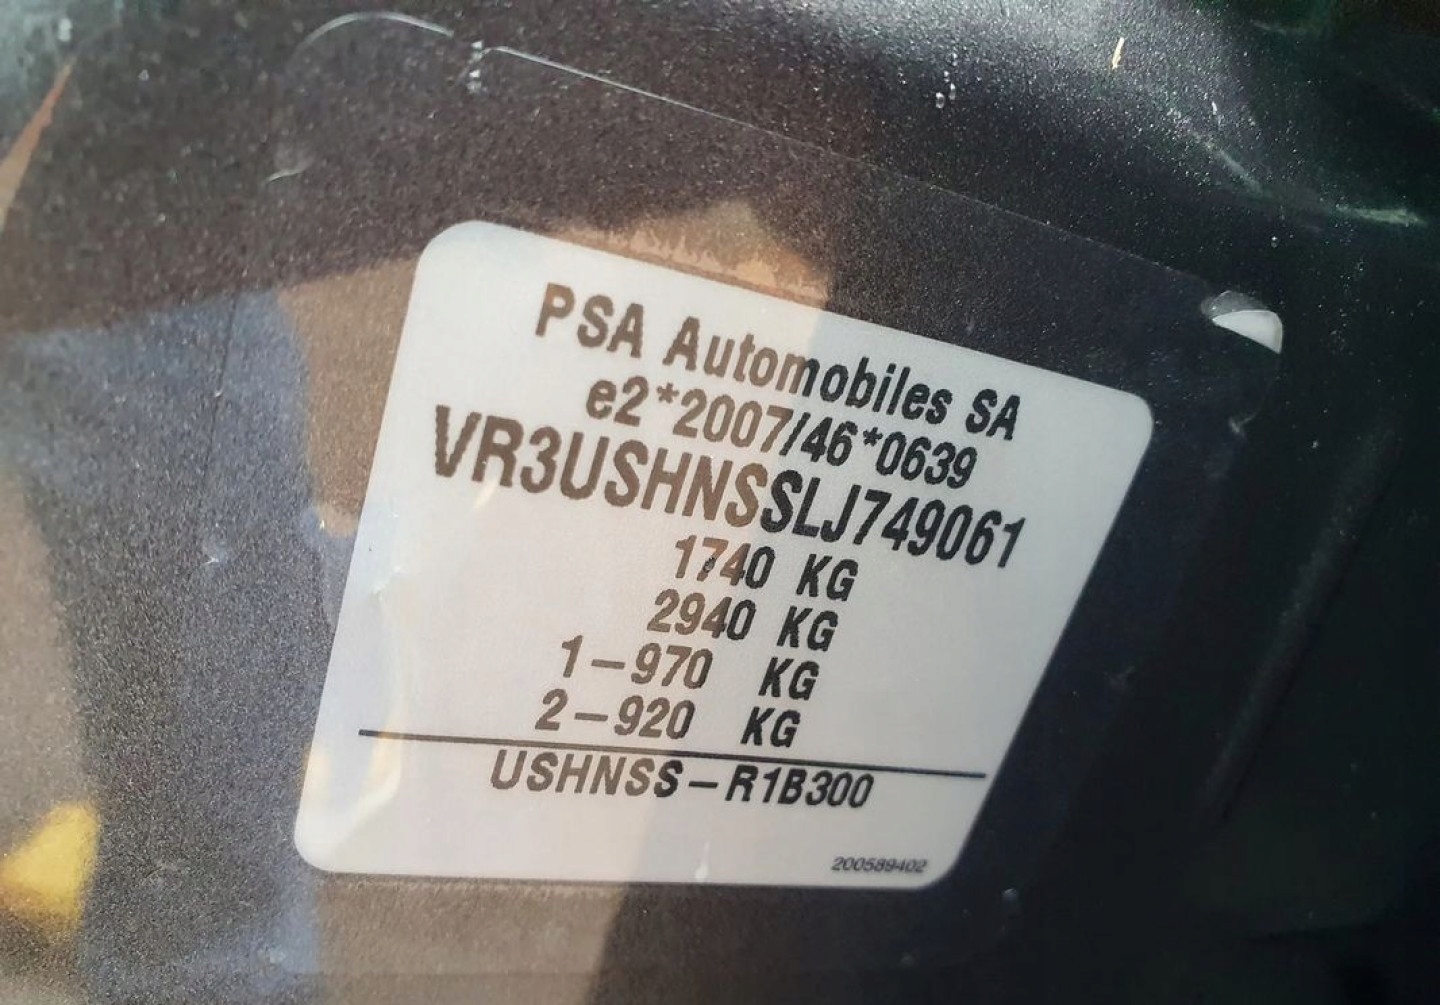 PSA Automobiles SA
e2*2007/46*0639
VR3USHNSSLJ749061
1740 KG
2940 KG
1-970 KG
2-920 KG
USHNSS-R1B300
200589402